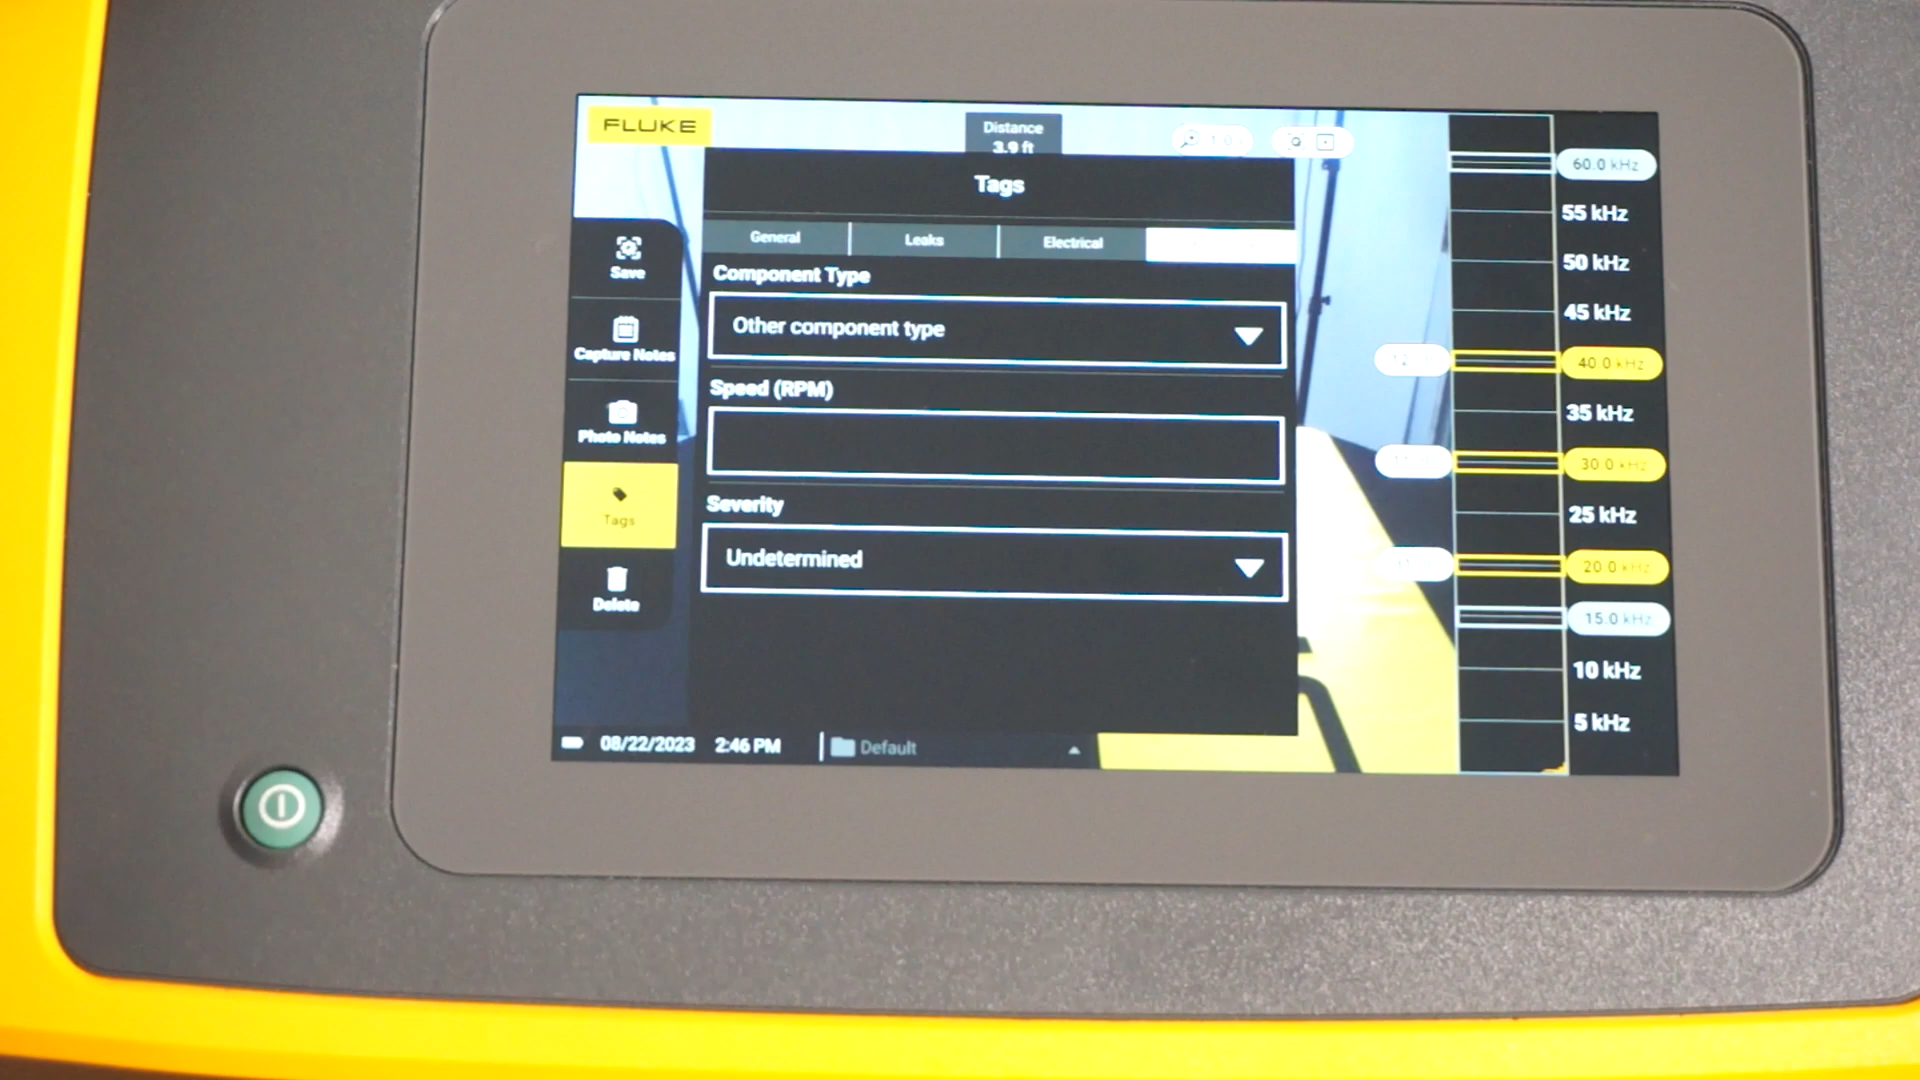 FLUKE
Distance
3.9 ft
Tags
General
Leaks
Electrical
Save
Capture Notes
Photo Notes
Tags
Delete
Component Type
Other component type
Speed (RPM)
Severity
Undetermined
60.0 kHz
55 kHz
50 kHz
45 kHz
40.0 kHz
35 kHz
30.0 kHz
25 kHz
20.0 kHz
15.0 kHz
10 kHz
5 kHz
08/22/2023 2:46 PM
Default